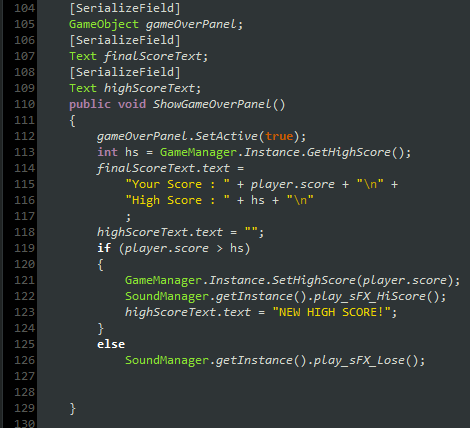 104 [SerializeField]
105 GameObject gameOverPanel;
106 [SerializeField]
107 Text finalScoreText;
108 [SerializeField]
109 Text highScoreText;
110 public void ShowGameOverPanel()
111 {
112 gameOverPanel.SetActive(true);
113 int hs = GameManager.Instance.GetHighScore();
114 finalScoreText.text =
115 "Your Score : " + player.score + "\n" +
116 "High Score : " + hs + "\n"
117 ;
118 highScoreText.text = "";
119 if (player.score > hs)
120 {
121 GameManager.Instance.SetHighScore(player.score);
122 SoundManager.getInstance().play_sFX_HiScore();
123 highScoreText.text = "NEW HIGH SCORE!";
124 }
125 else
126 SoundManager.getInstance().play_sFX_Lose();
127
128
129 }
130